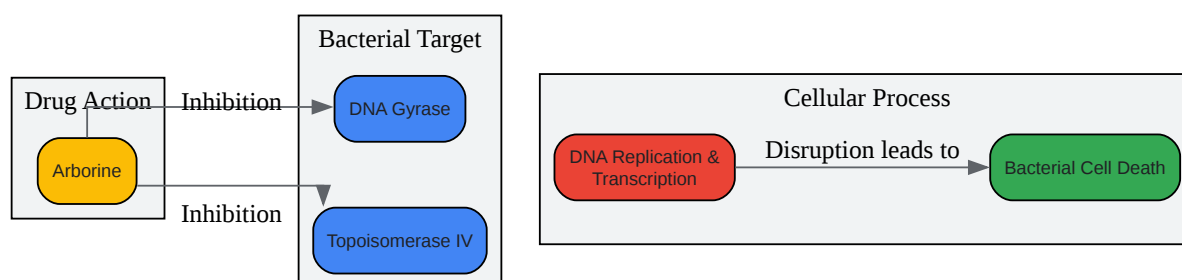 Bacterial Target
Drug Action
Inhibition
DNA Gyrase
Arborine
Inhibition
Topoisomerase IV
Cellular Process
DNA Replication &
Transcription
Disruption leads to
Bacterial Cell Death